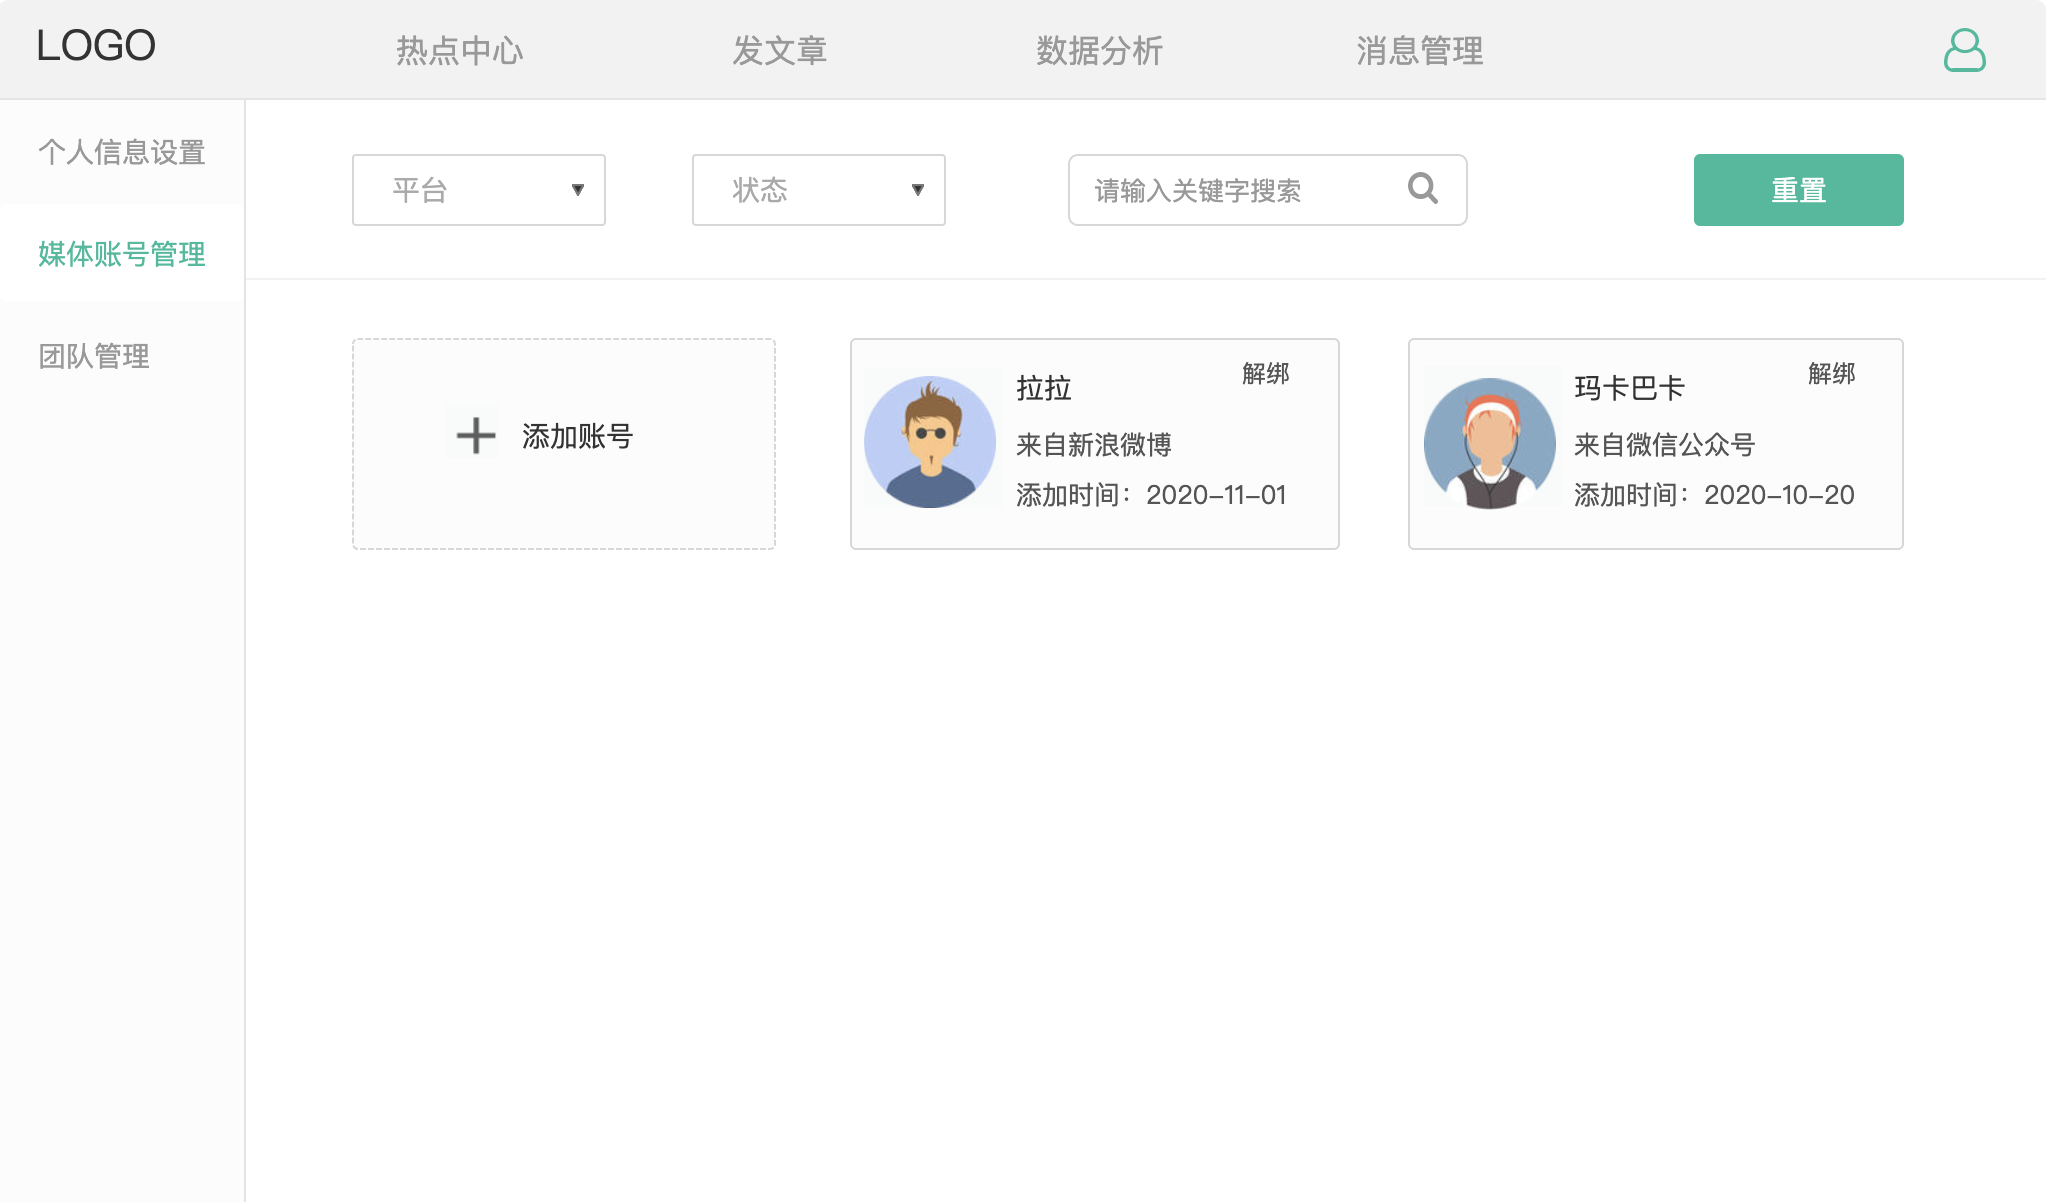 LOGO
热点中心
发文章
数据分析
消息管理
个人信息设置
媒体账号管理
团队管理
平台
状态
请输入关键字搜索
重置
添加账号
拉拉
解绑
来自新浪微博
添加时间：2020-11-01
玛卡巴卡
解绑
来自微信公众号
添加时间：2020-10-20